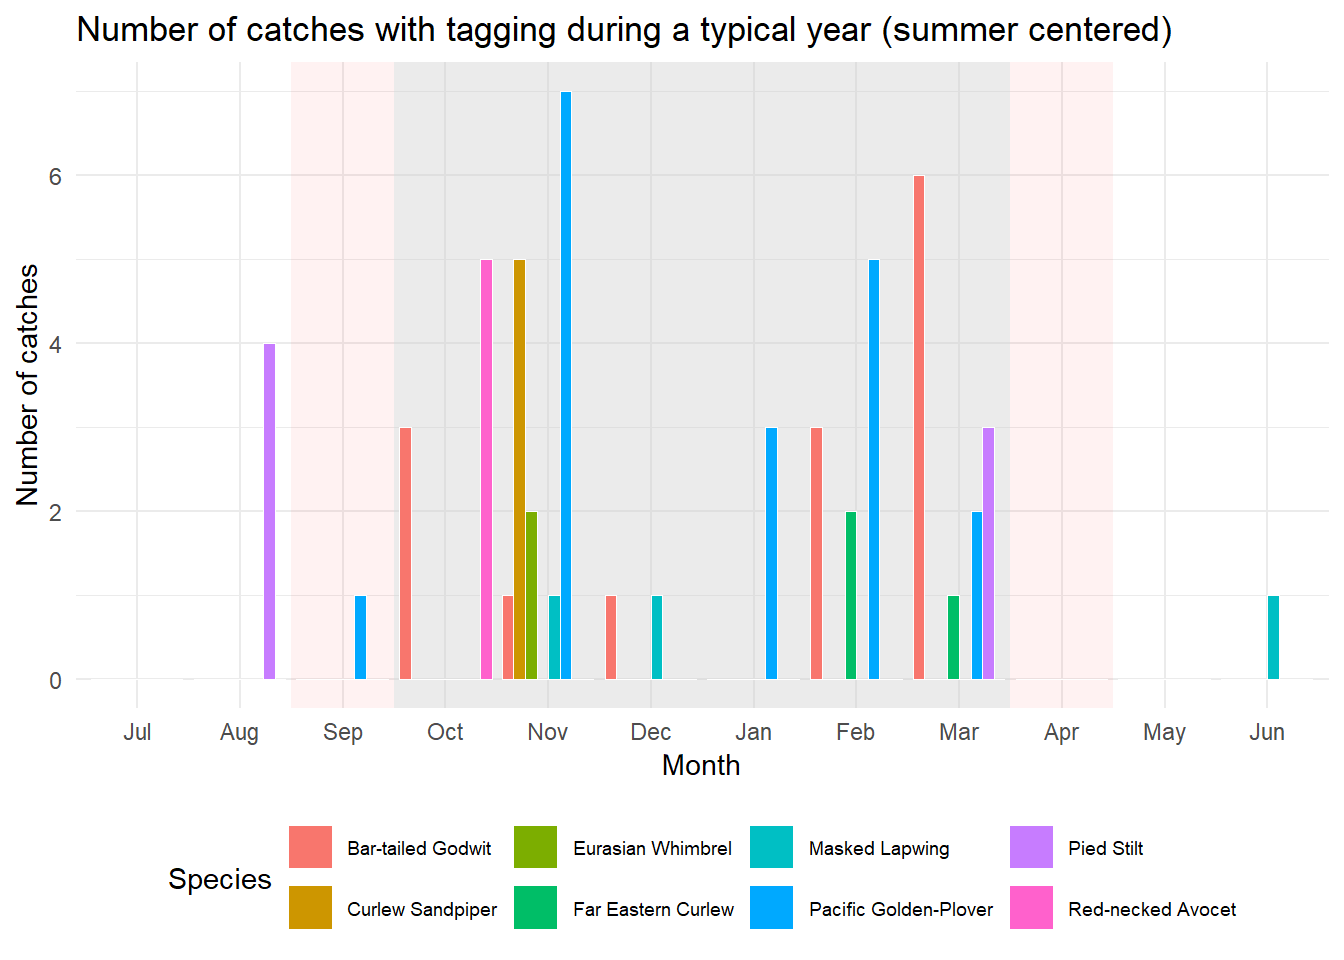 Number of catches with tagging during a typical year (summer centered)
Number of catches
6
4
2
0
Jul Aug Sep Oct Nov Dec Jan Feb Mar Apr May Jun
Month
Species
Bar-tailed Godwit Eurasian Whimbrel Masked Lapwing Pied Stilt
Curlew Sandpiper Far Eastern Curlew Pacific Golden-Plover Red-necked Avocet